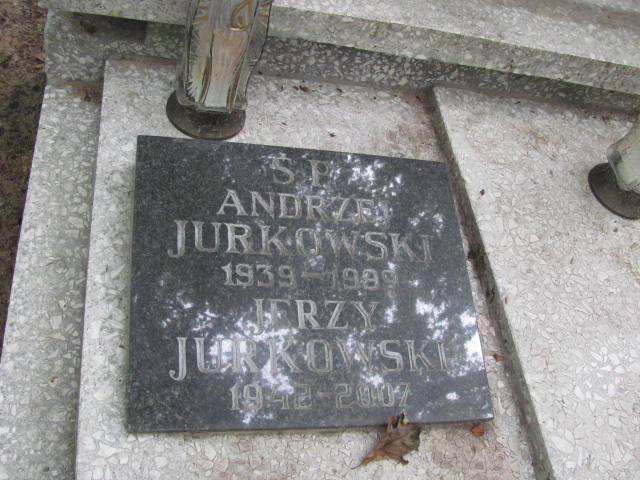 Ś P
ANDRZEJ
JURKOWSKI
1939-1989
JERZY
JURKOWSKI
1942-2007